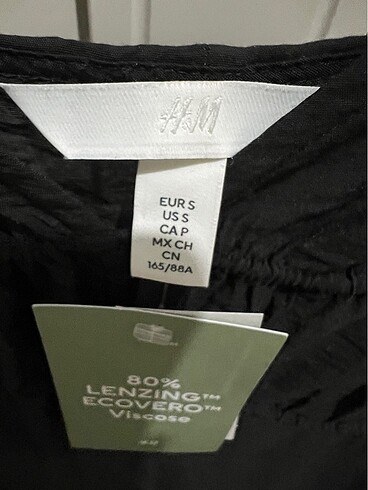 H&M
EUR S
US S
CA P
MX CH
CN
165/88A
80%
LENZING™
ECOVERO™
Viscose